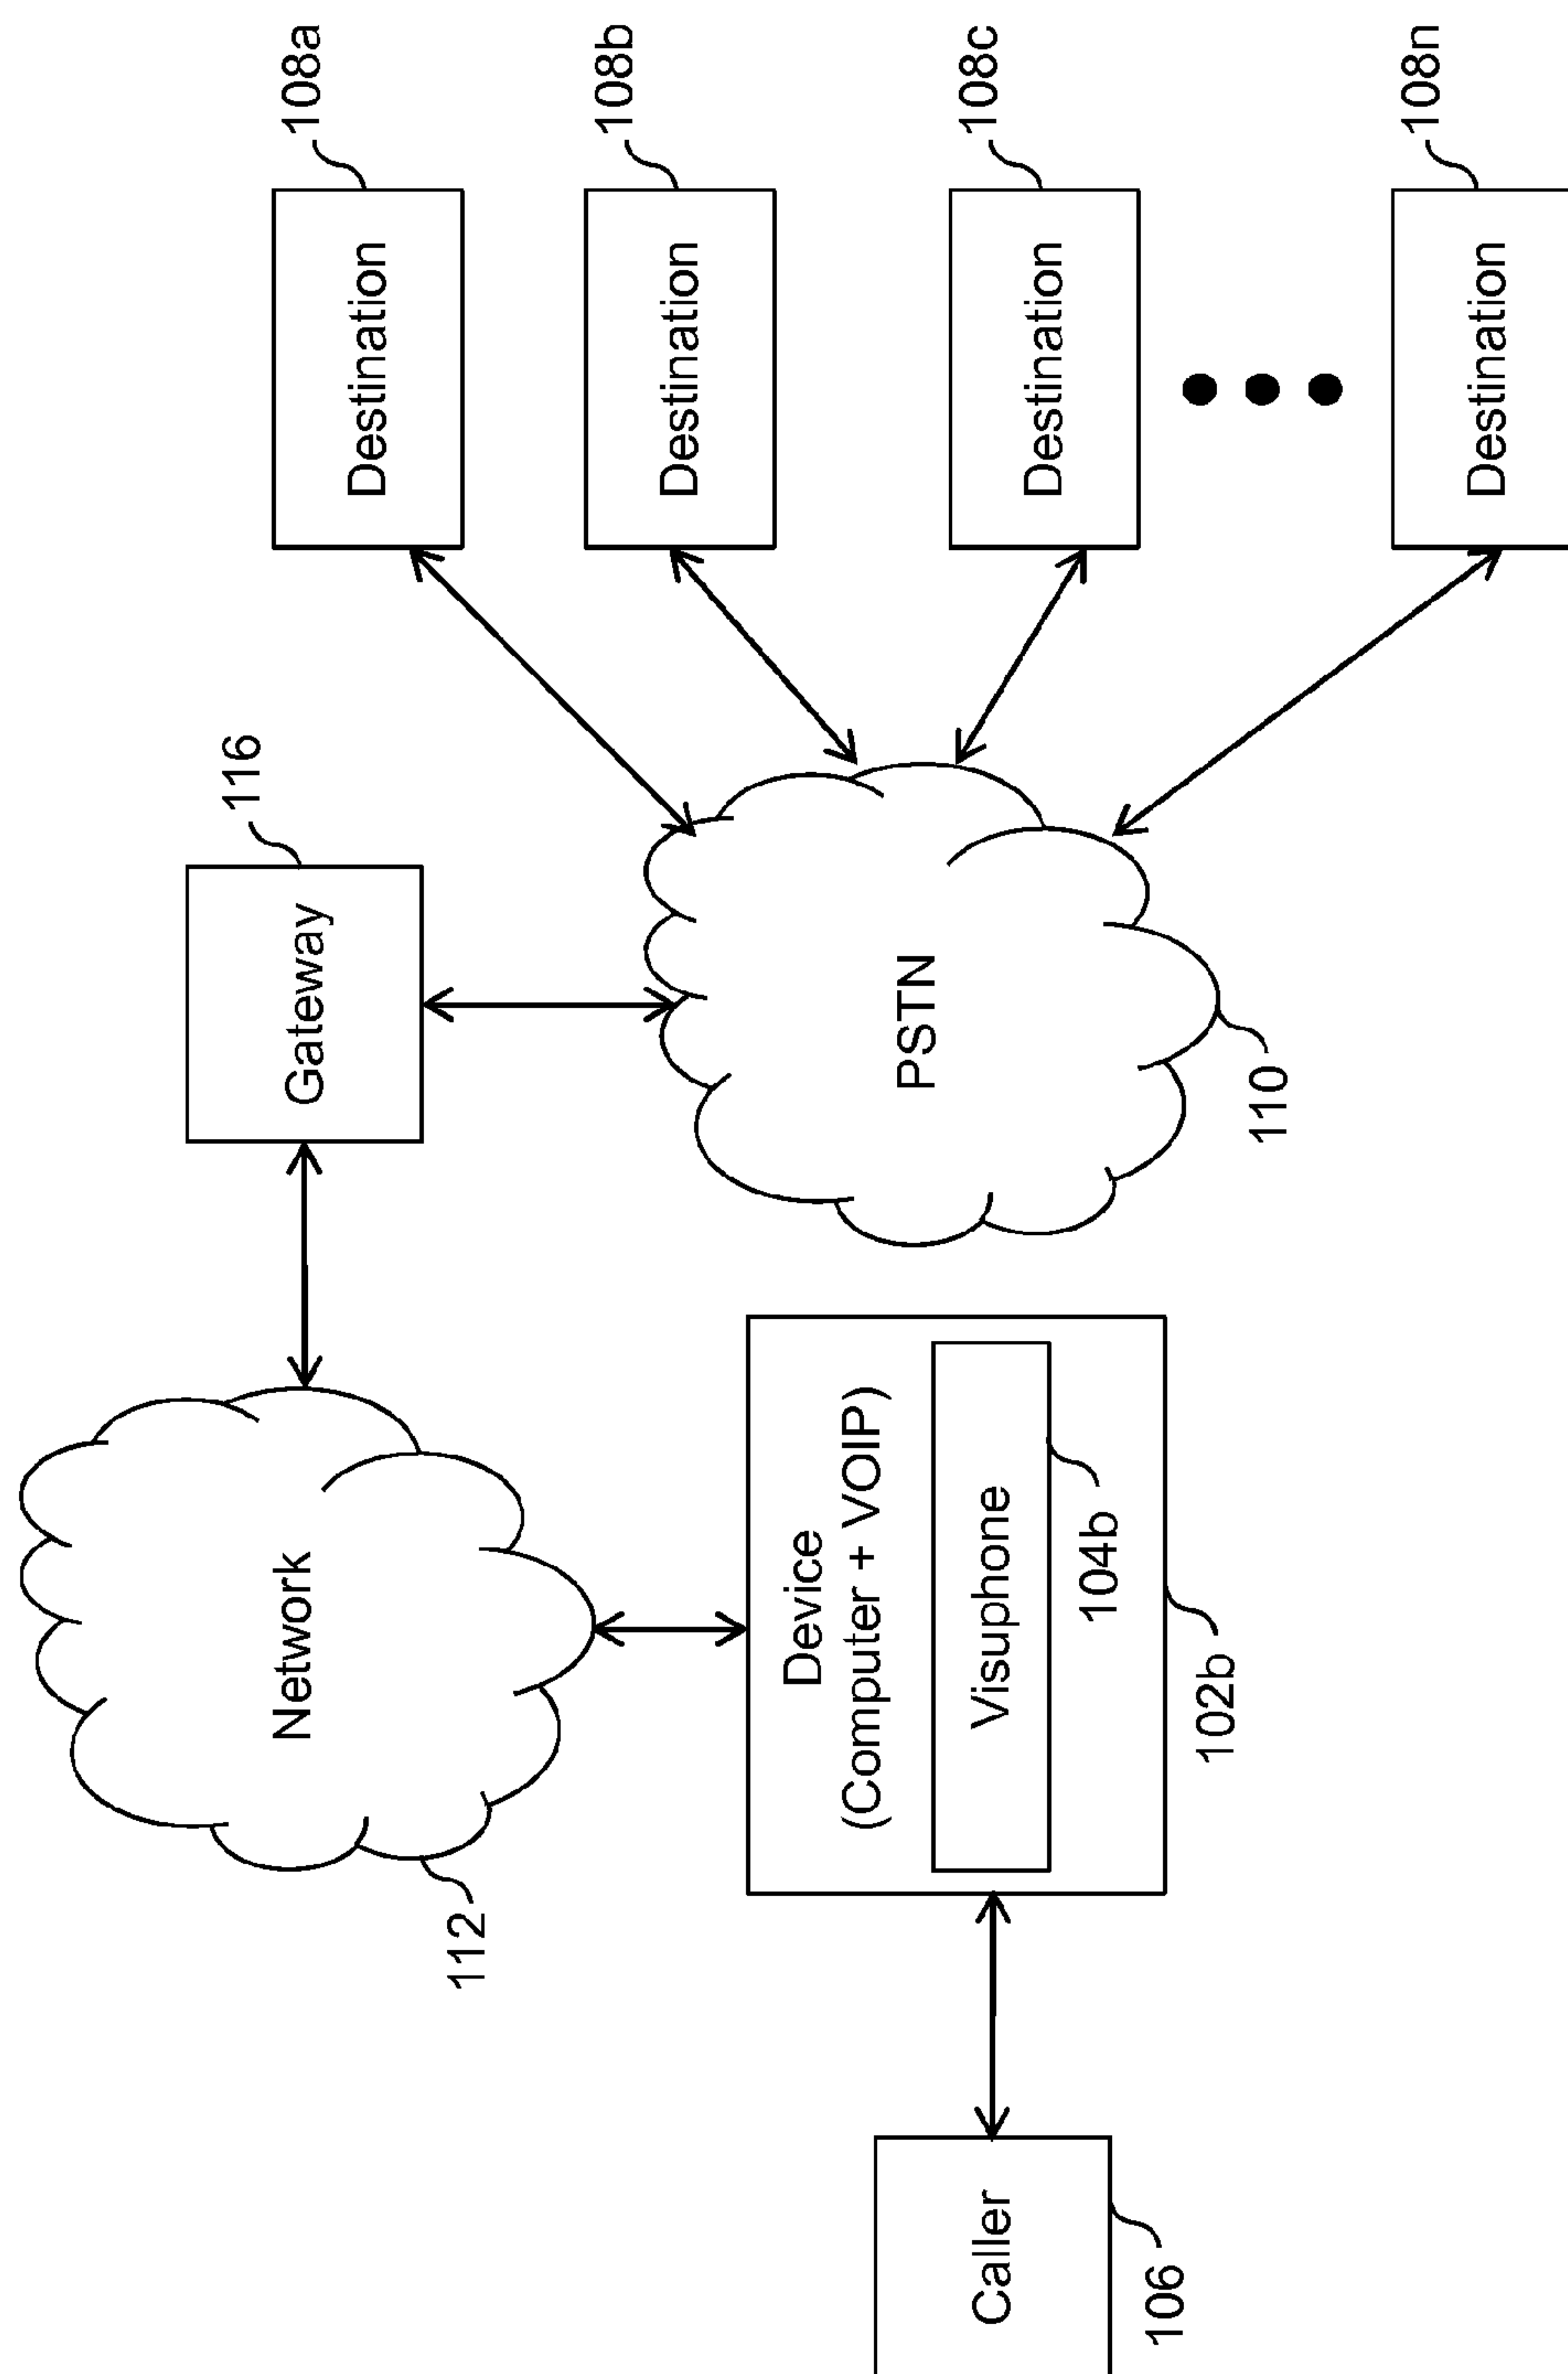 Caller
106
Device
(Computer + VOIP)
Visuphone
104b
102b
Network
112
Gateway
116
PSTN
110
Destination
108a
Destination
108b
Destination
108c
Destination
108n